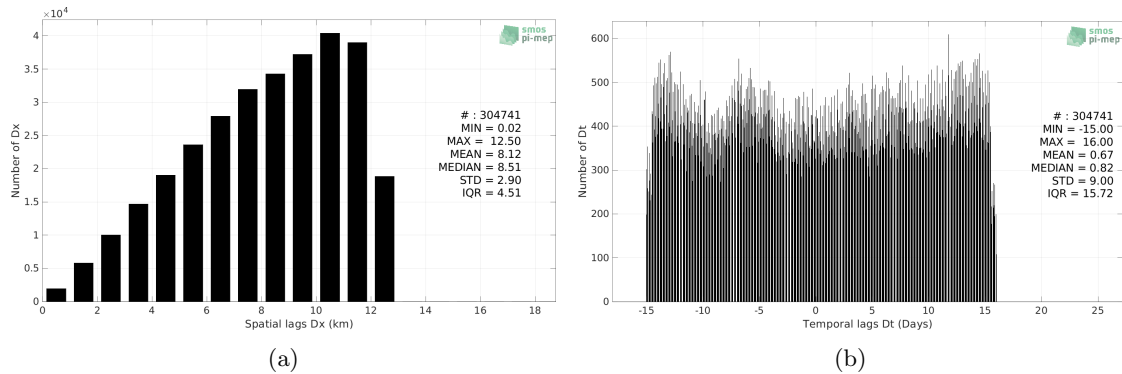 ×10⁴
4
3.5
3
2.5
2
1.5
1
0.5
0
0 2 4 6 8 10 12 14 16 18
Number of Dx
Spatial lags Dx (km)
smos
pi-mep
# : 304741
MIN = 0.02
MAX = 12.50
MEAN = 8.12
MEDIAN = 8.51
STD = 2.90
IQR = 4.51
(a)
600
500
400
300
200
100
0
-15 -10 -5 0 5 10 15 20 25
Number of Dt
Temporal lags Dt (Days)
smos
pi-mep
# : 304741
MIN = -15.00
MAX = 16.00
MEAN = 0.67
MEDIAN = 0.82
STD = 9.00
IQR = 15.72
(b)